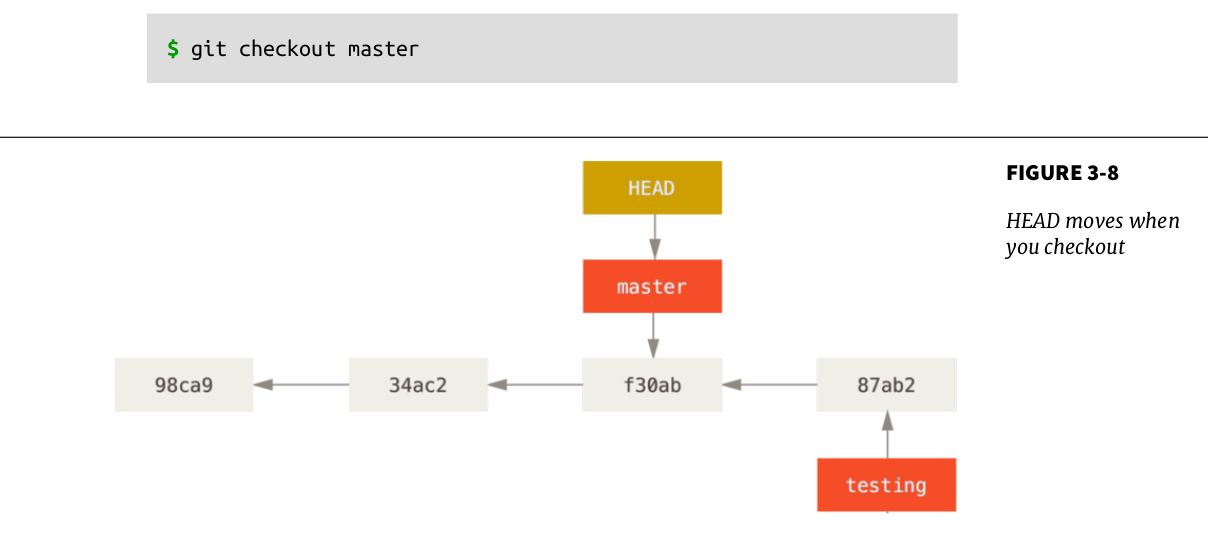 $ git checkout master
FIGURE 3-8
HEAD moves when
you checkout
HEAD
master
98ca9
34ac2
f30ab
87ab2
testing